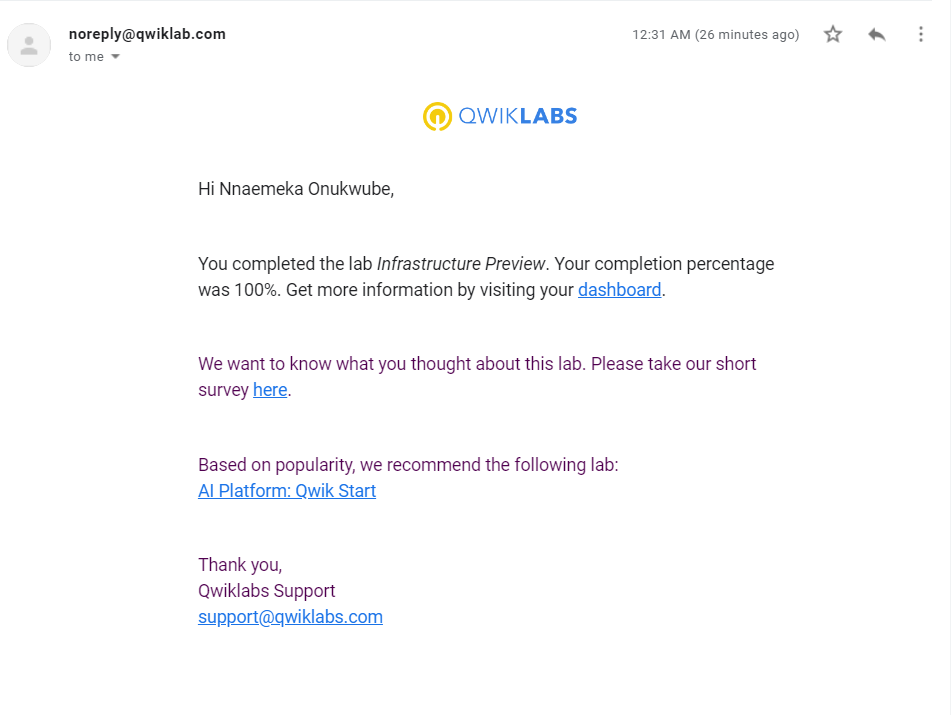 noreply@qwiklab.com
12:31 AM (26 minutes ago)
to me
QWIKLABS
Hi Nnaemeka Onukwube,
You completed the lab Infrastructure Preview. Your completion percentage
was 100%. Get more information by visiting your dashboard.
We want to know what you thought about this lab. Please take our short
survey here.
Based on popularity, we recommend the following lab:
AI Platform: Qwik Start
Thank you,
Qwiklabs Support
support@qwiklabs.com